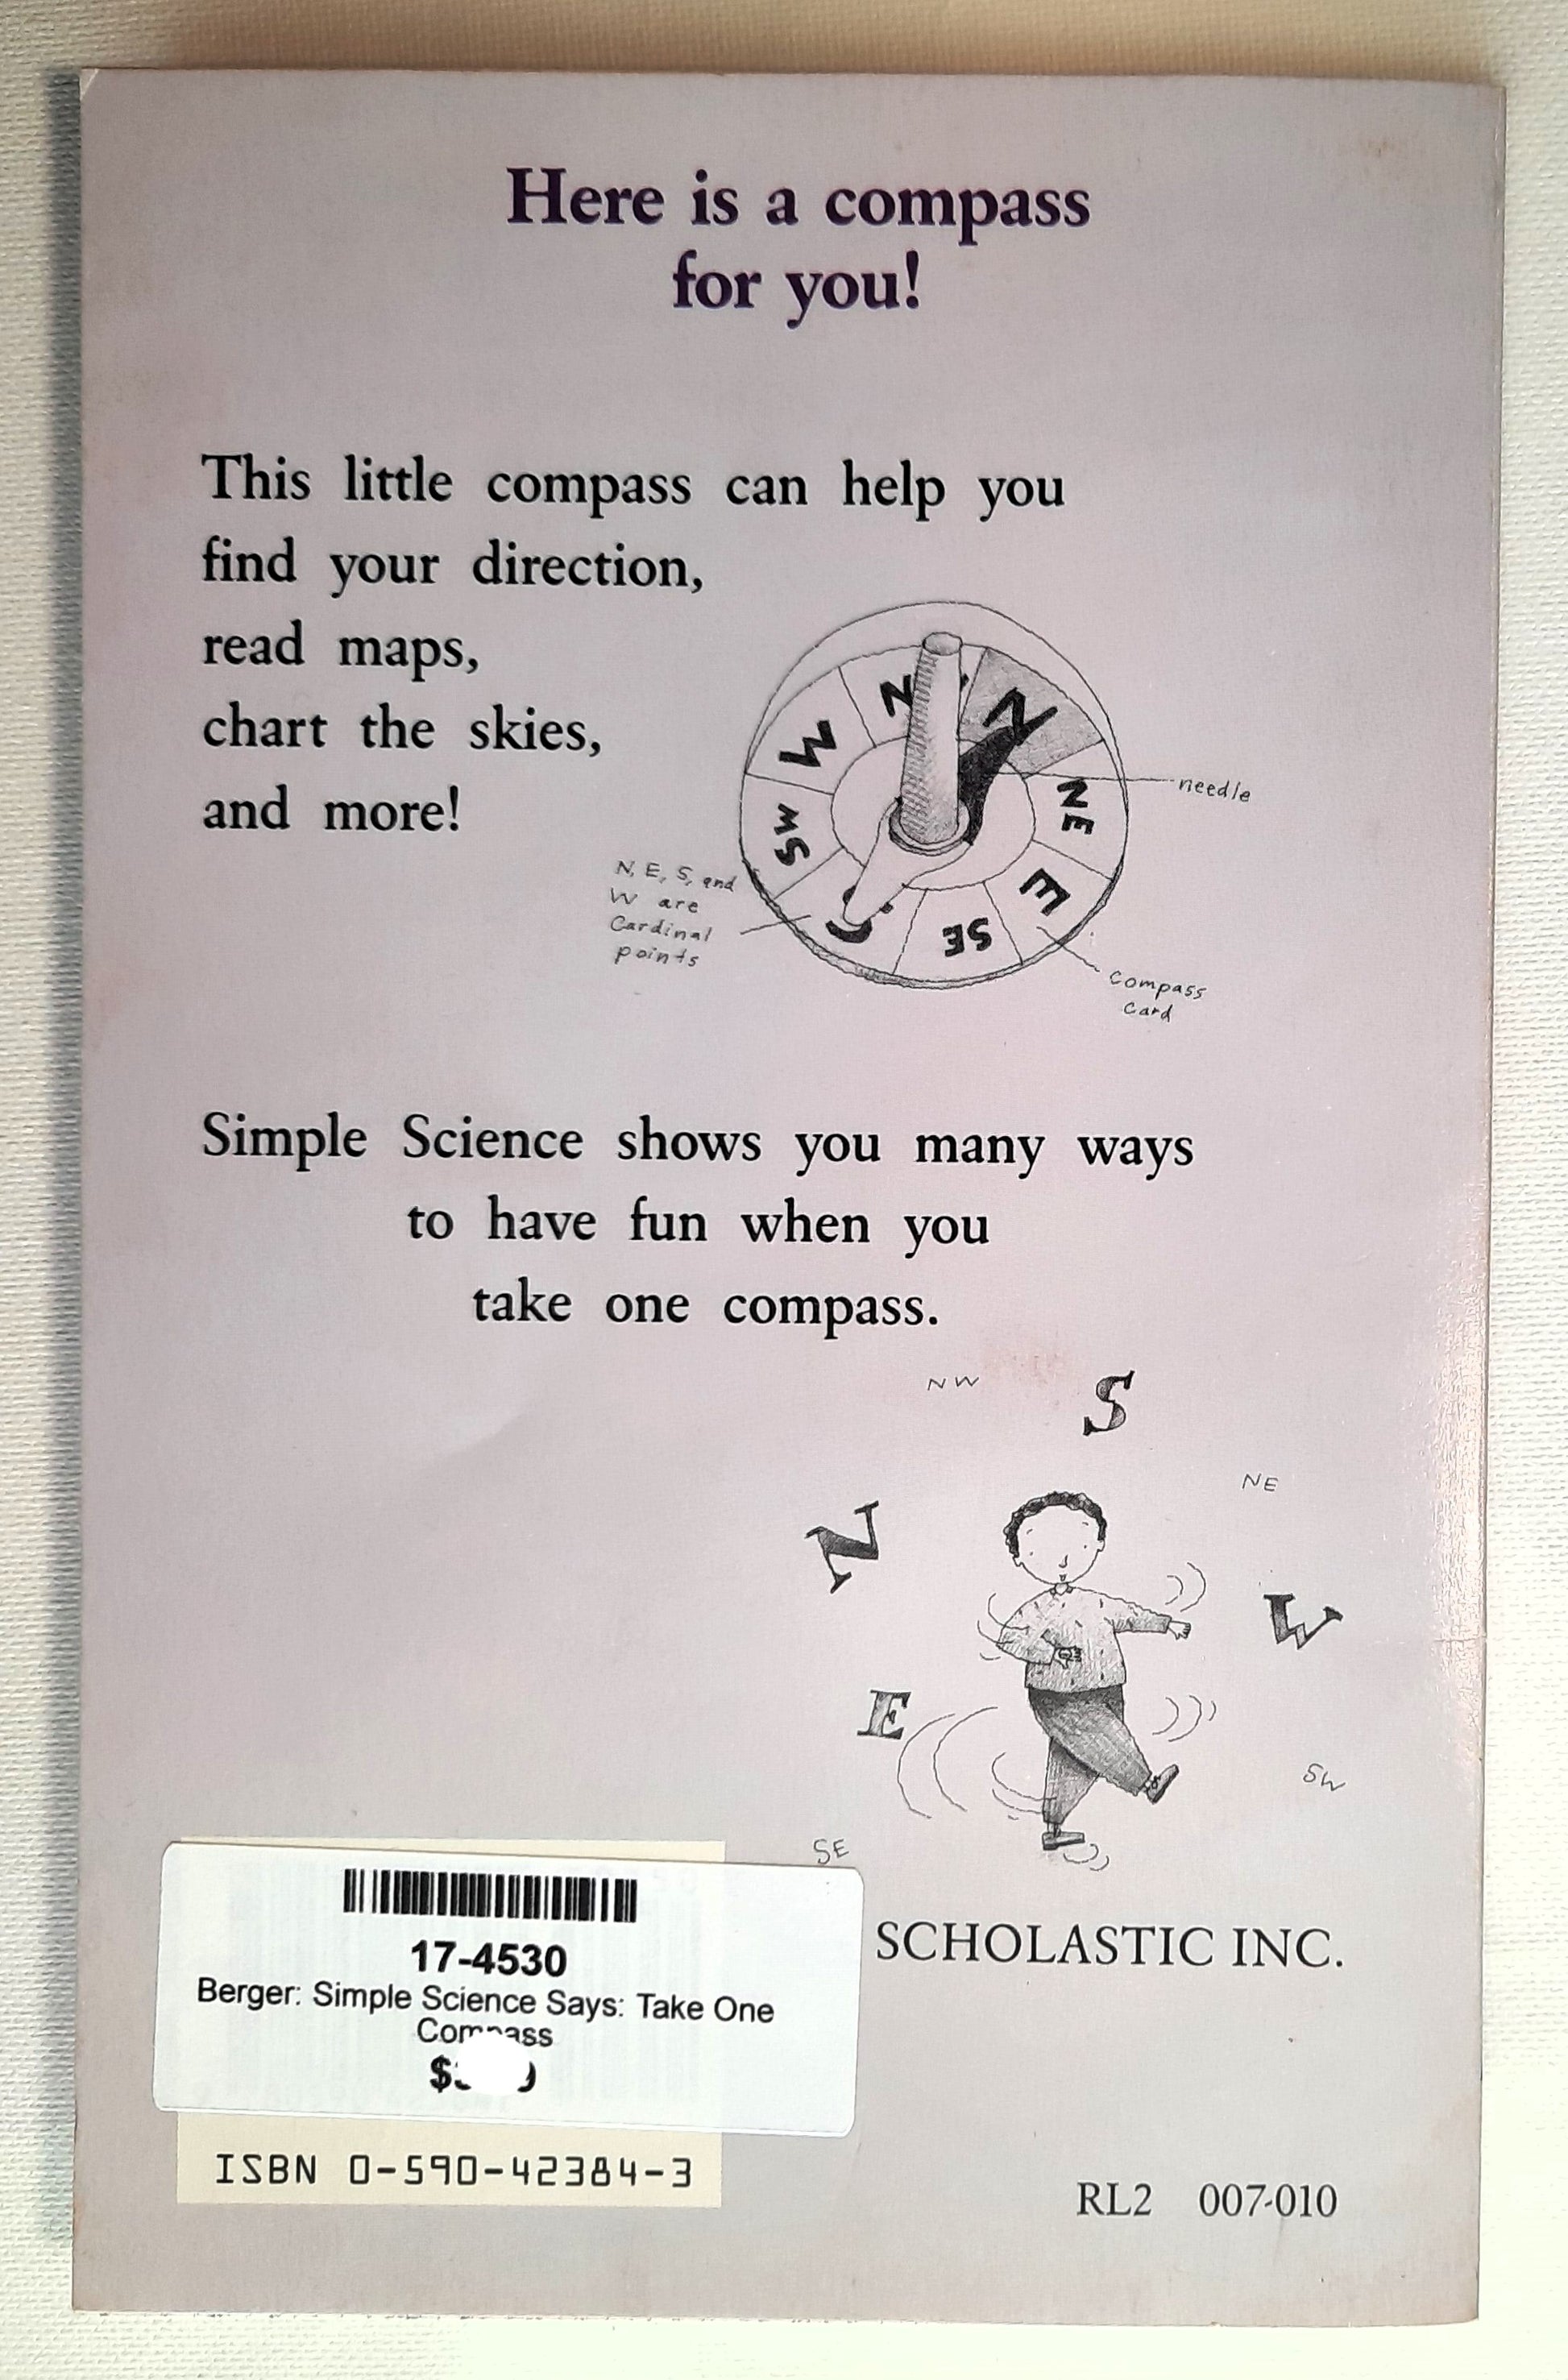 Here is a compass
for you!
This little compass can help you
find your direction,
read maps,
chart the skies,
and more!
N
W
N
NE
SW
E
SE
needle
N, E, S, and
W are
Cardinal
points
compass
card
Simple Science shows you many ways
to have fun when you
take one compass.
NW
S
NE
N
W
E
SW
SE
17-4530
Berger: Simple Science Says: Take One
Compass
SCHOLASTIC INC.
ISBN 0-590-42384-3
RL2 007-010